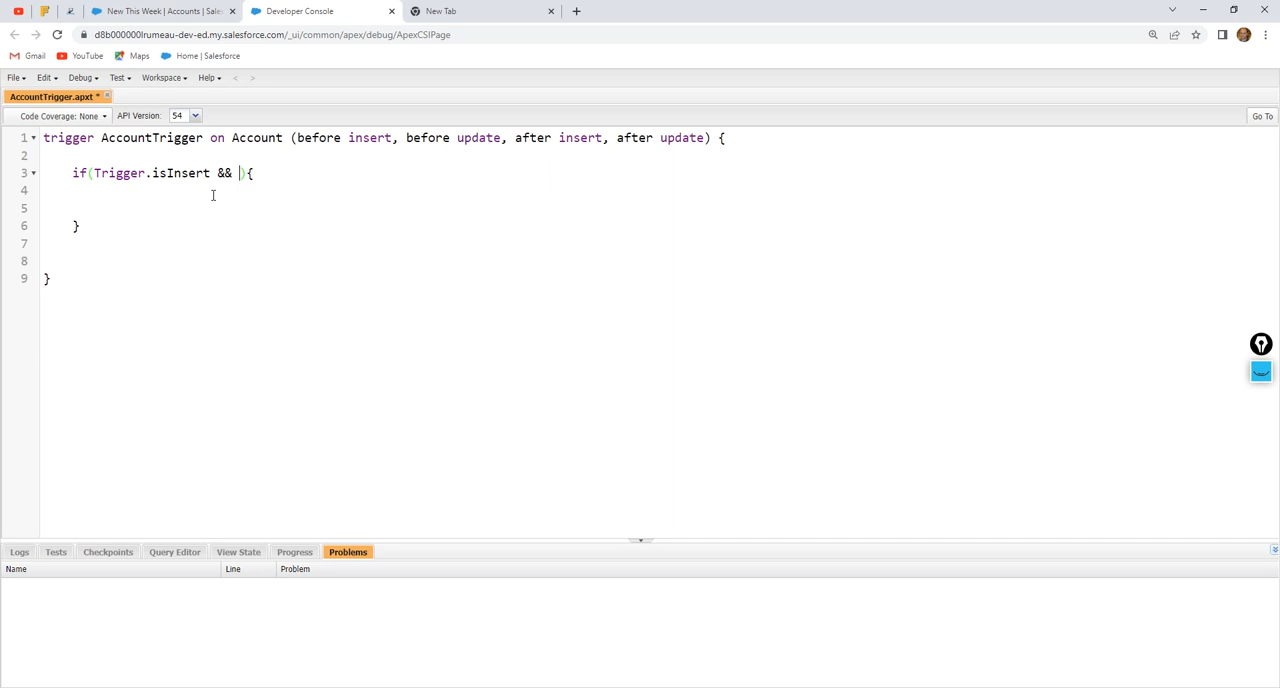 New This Week | Accounts | Sales
Developer Console
New Tab
d8b000000lrumeau-dev-ed.my.salesforce.com/_ui/common/apex/debug/ApexCSIPage
Gmail YouTube Maps Home | Salesforce
File Edit Debug Test Workspace Help < >
AccountTrigger.apxt *
Code Coverage: None API Version: 54 Go To
1 trigger AccountTrigger on Account (before insert, before update, after insert, after update) {
2
3 if(Trigger.isInsert && ){
4
5
6 }
7
8
9 }
Logs Tests Checkpoints Query Editor View State Progress Problems
Name Line Problem